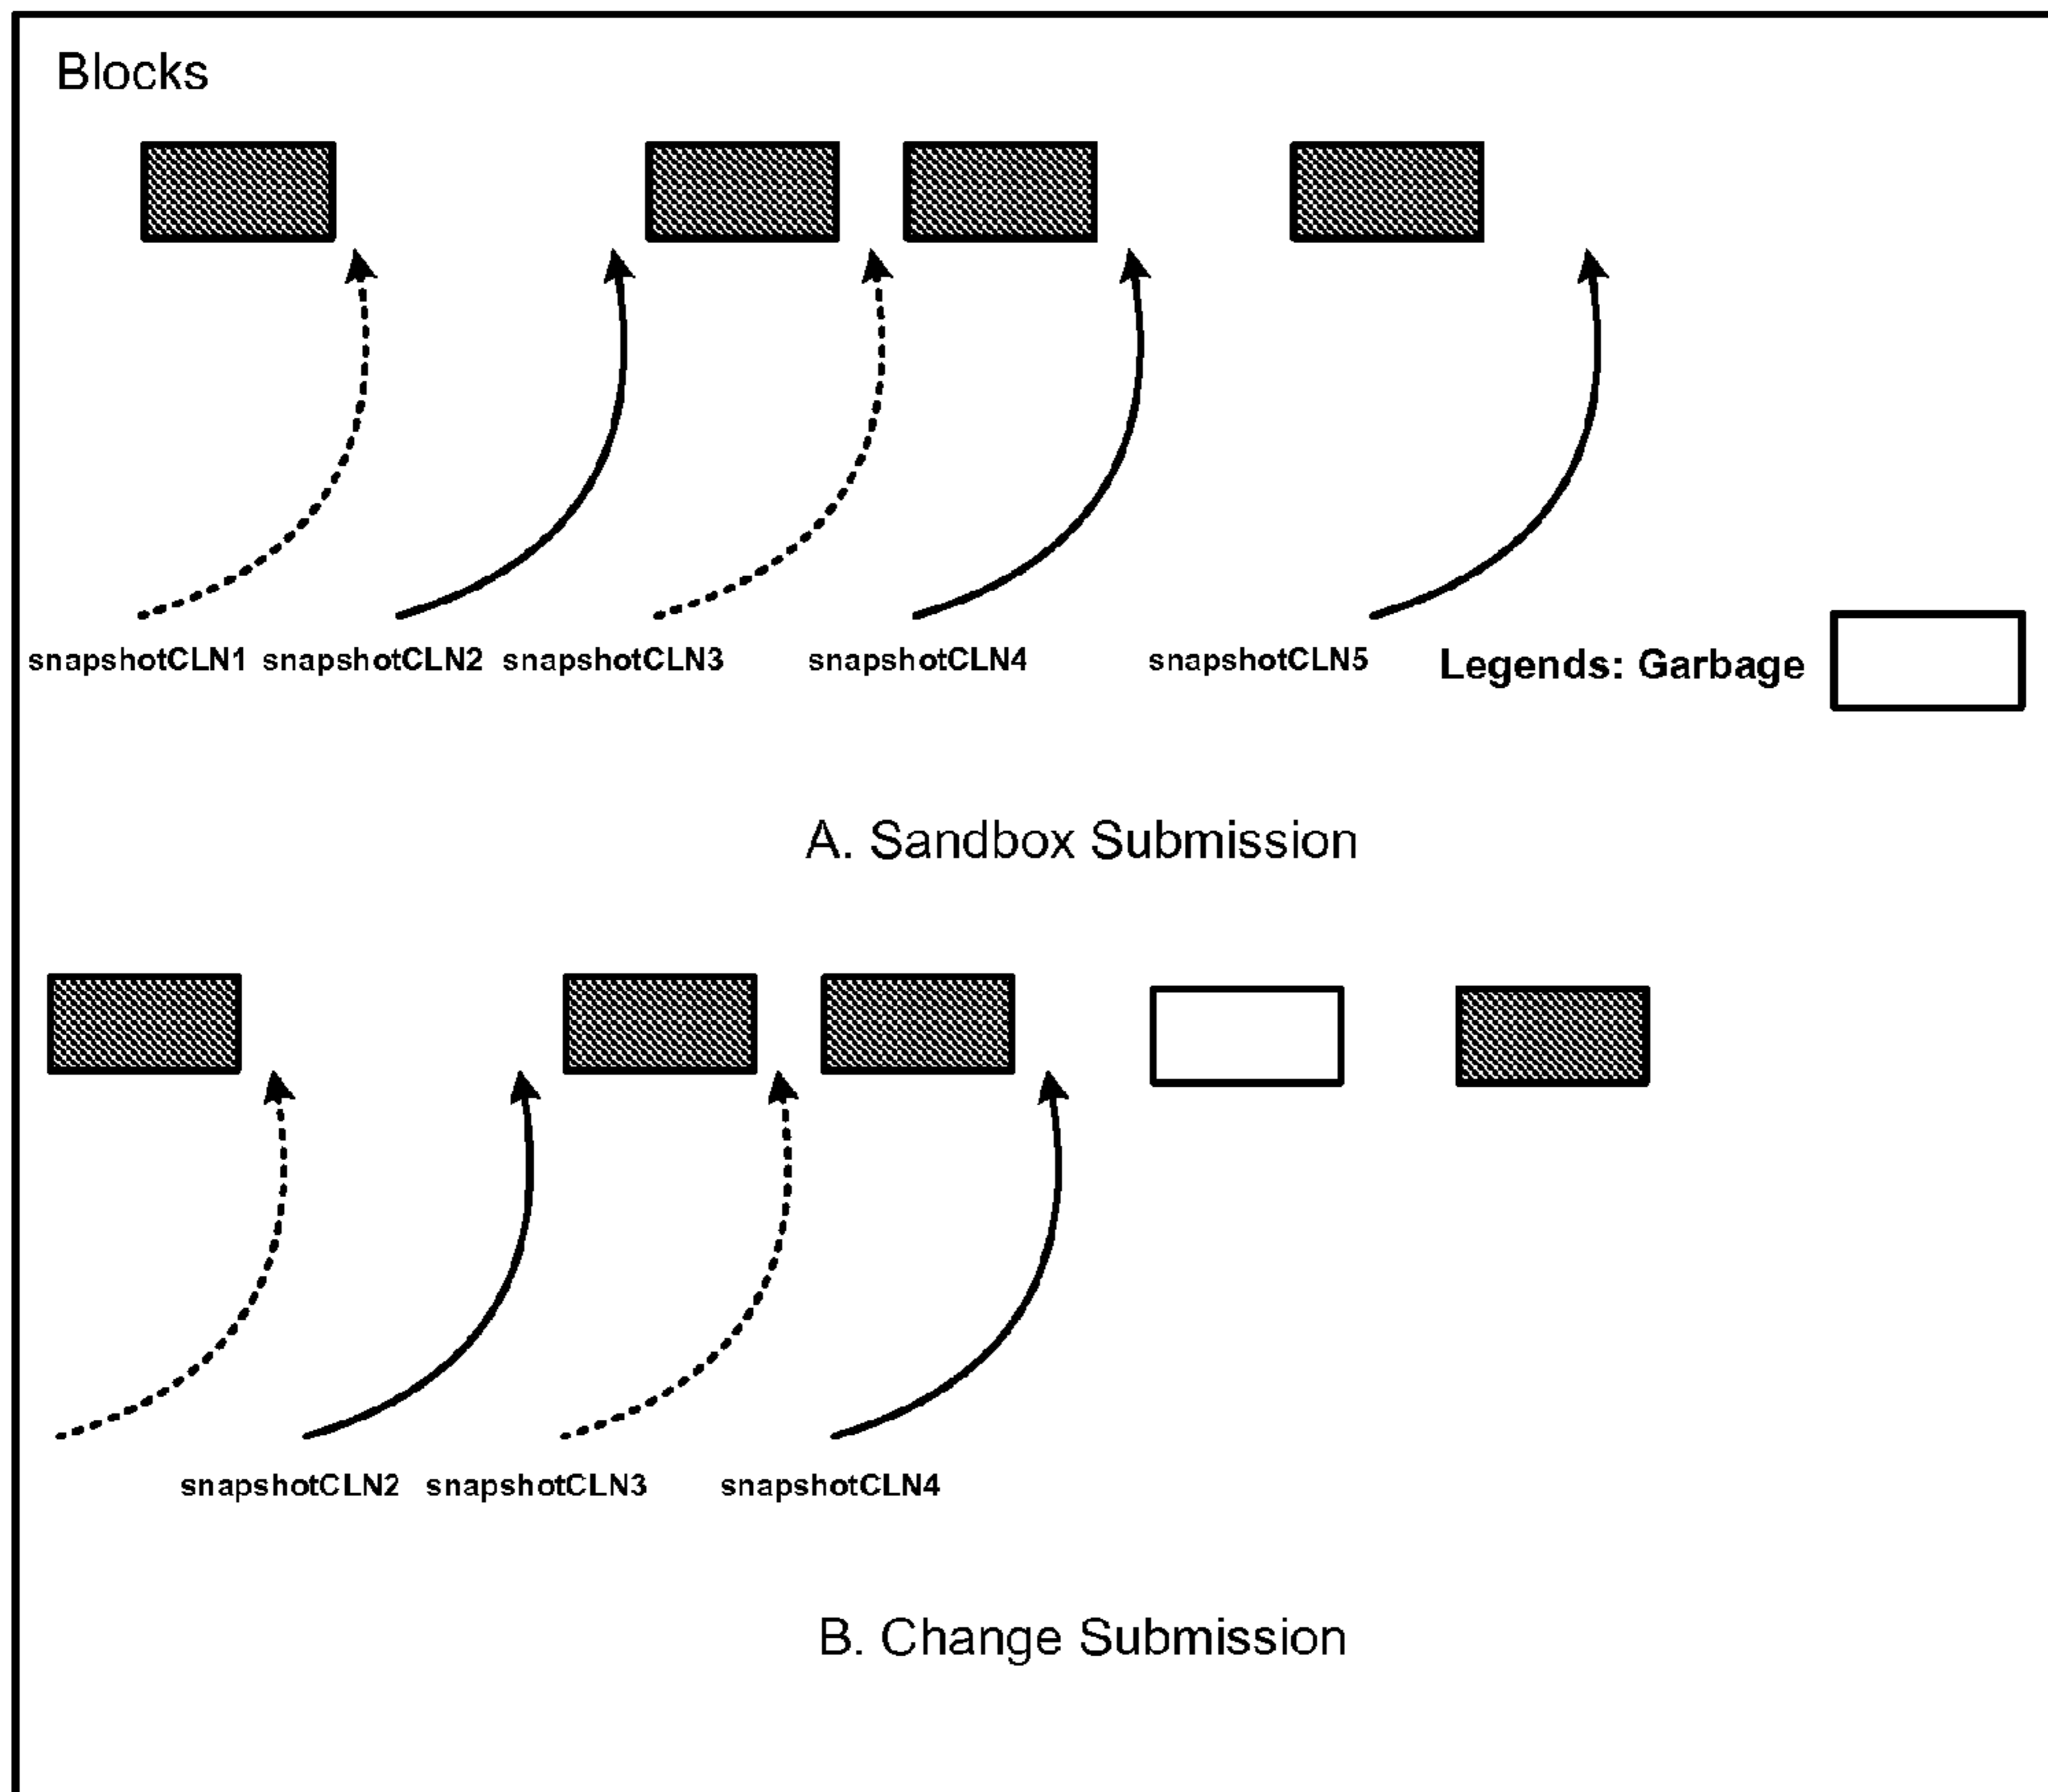 Blocks
snapshotCLN1 snapshotCLN2 snapshotCLN3 snapshotCLN4 snapshotCLN5 Legends: Garbage
A. Sandbox Submission
snapshotCLN2 snapshotCLN3 snapshotCLN4
B. Change Submission